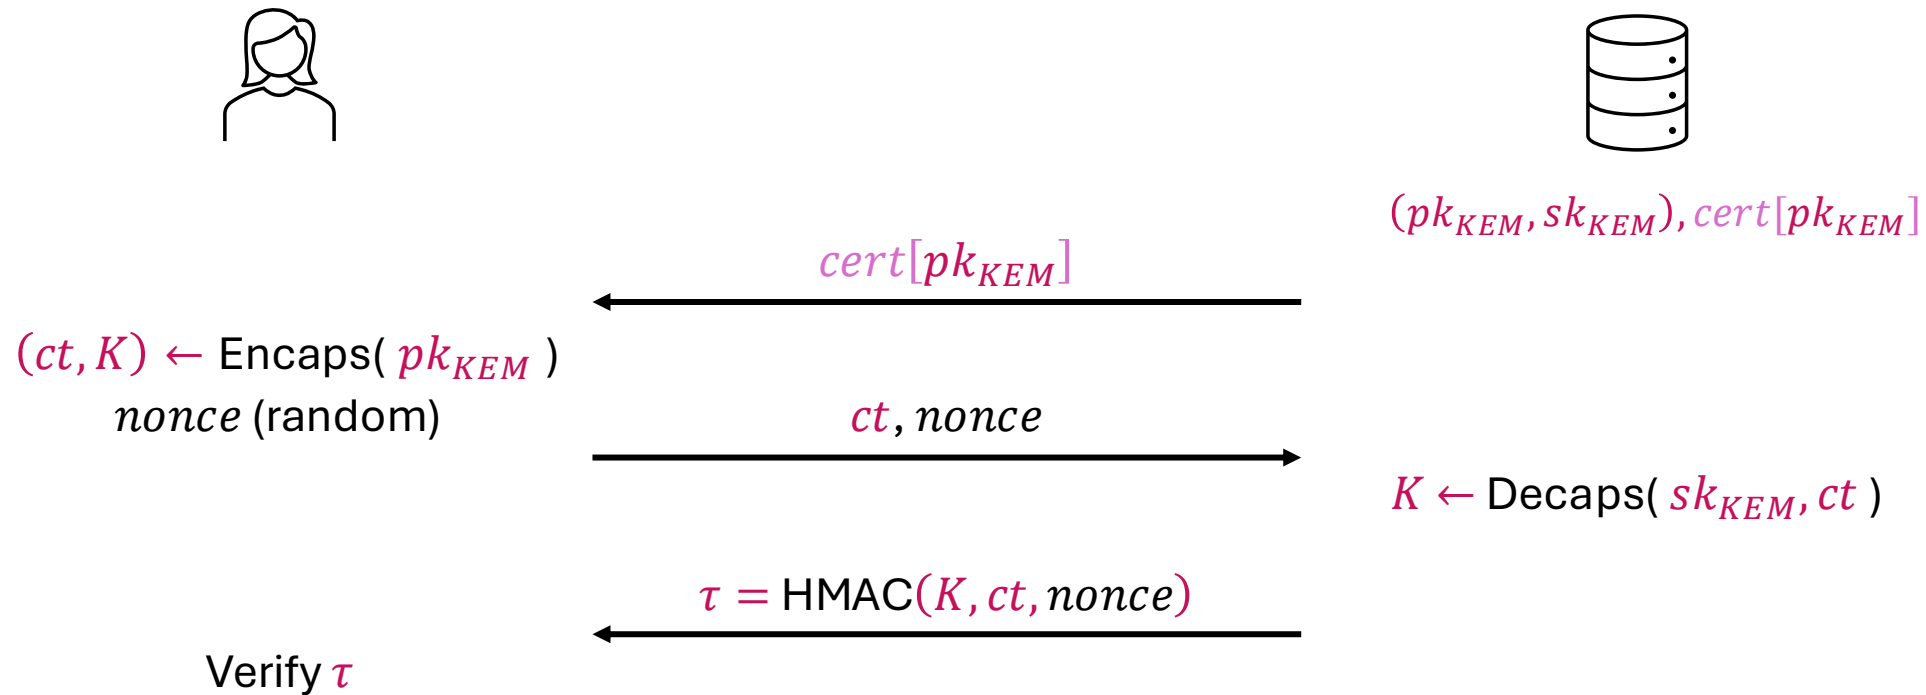 (pk_KEM, sk_KEM), cert[pk_KEM]
cert[pk_KEM]
(ct, K) ← Encaps( pk_KEM )
nonce (random)
ct, nonce
K ← Decaps( sk_KEM, ct )
τ = HMAC(K, ct, nonce)
Verify τ